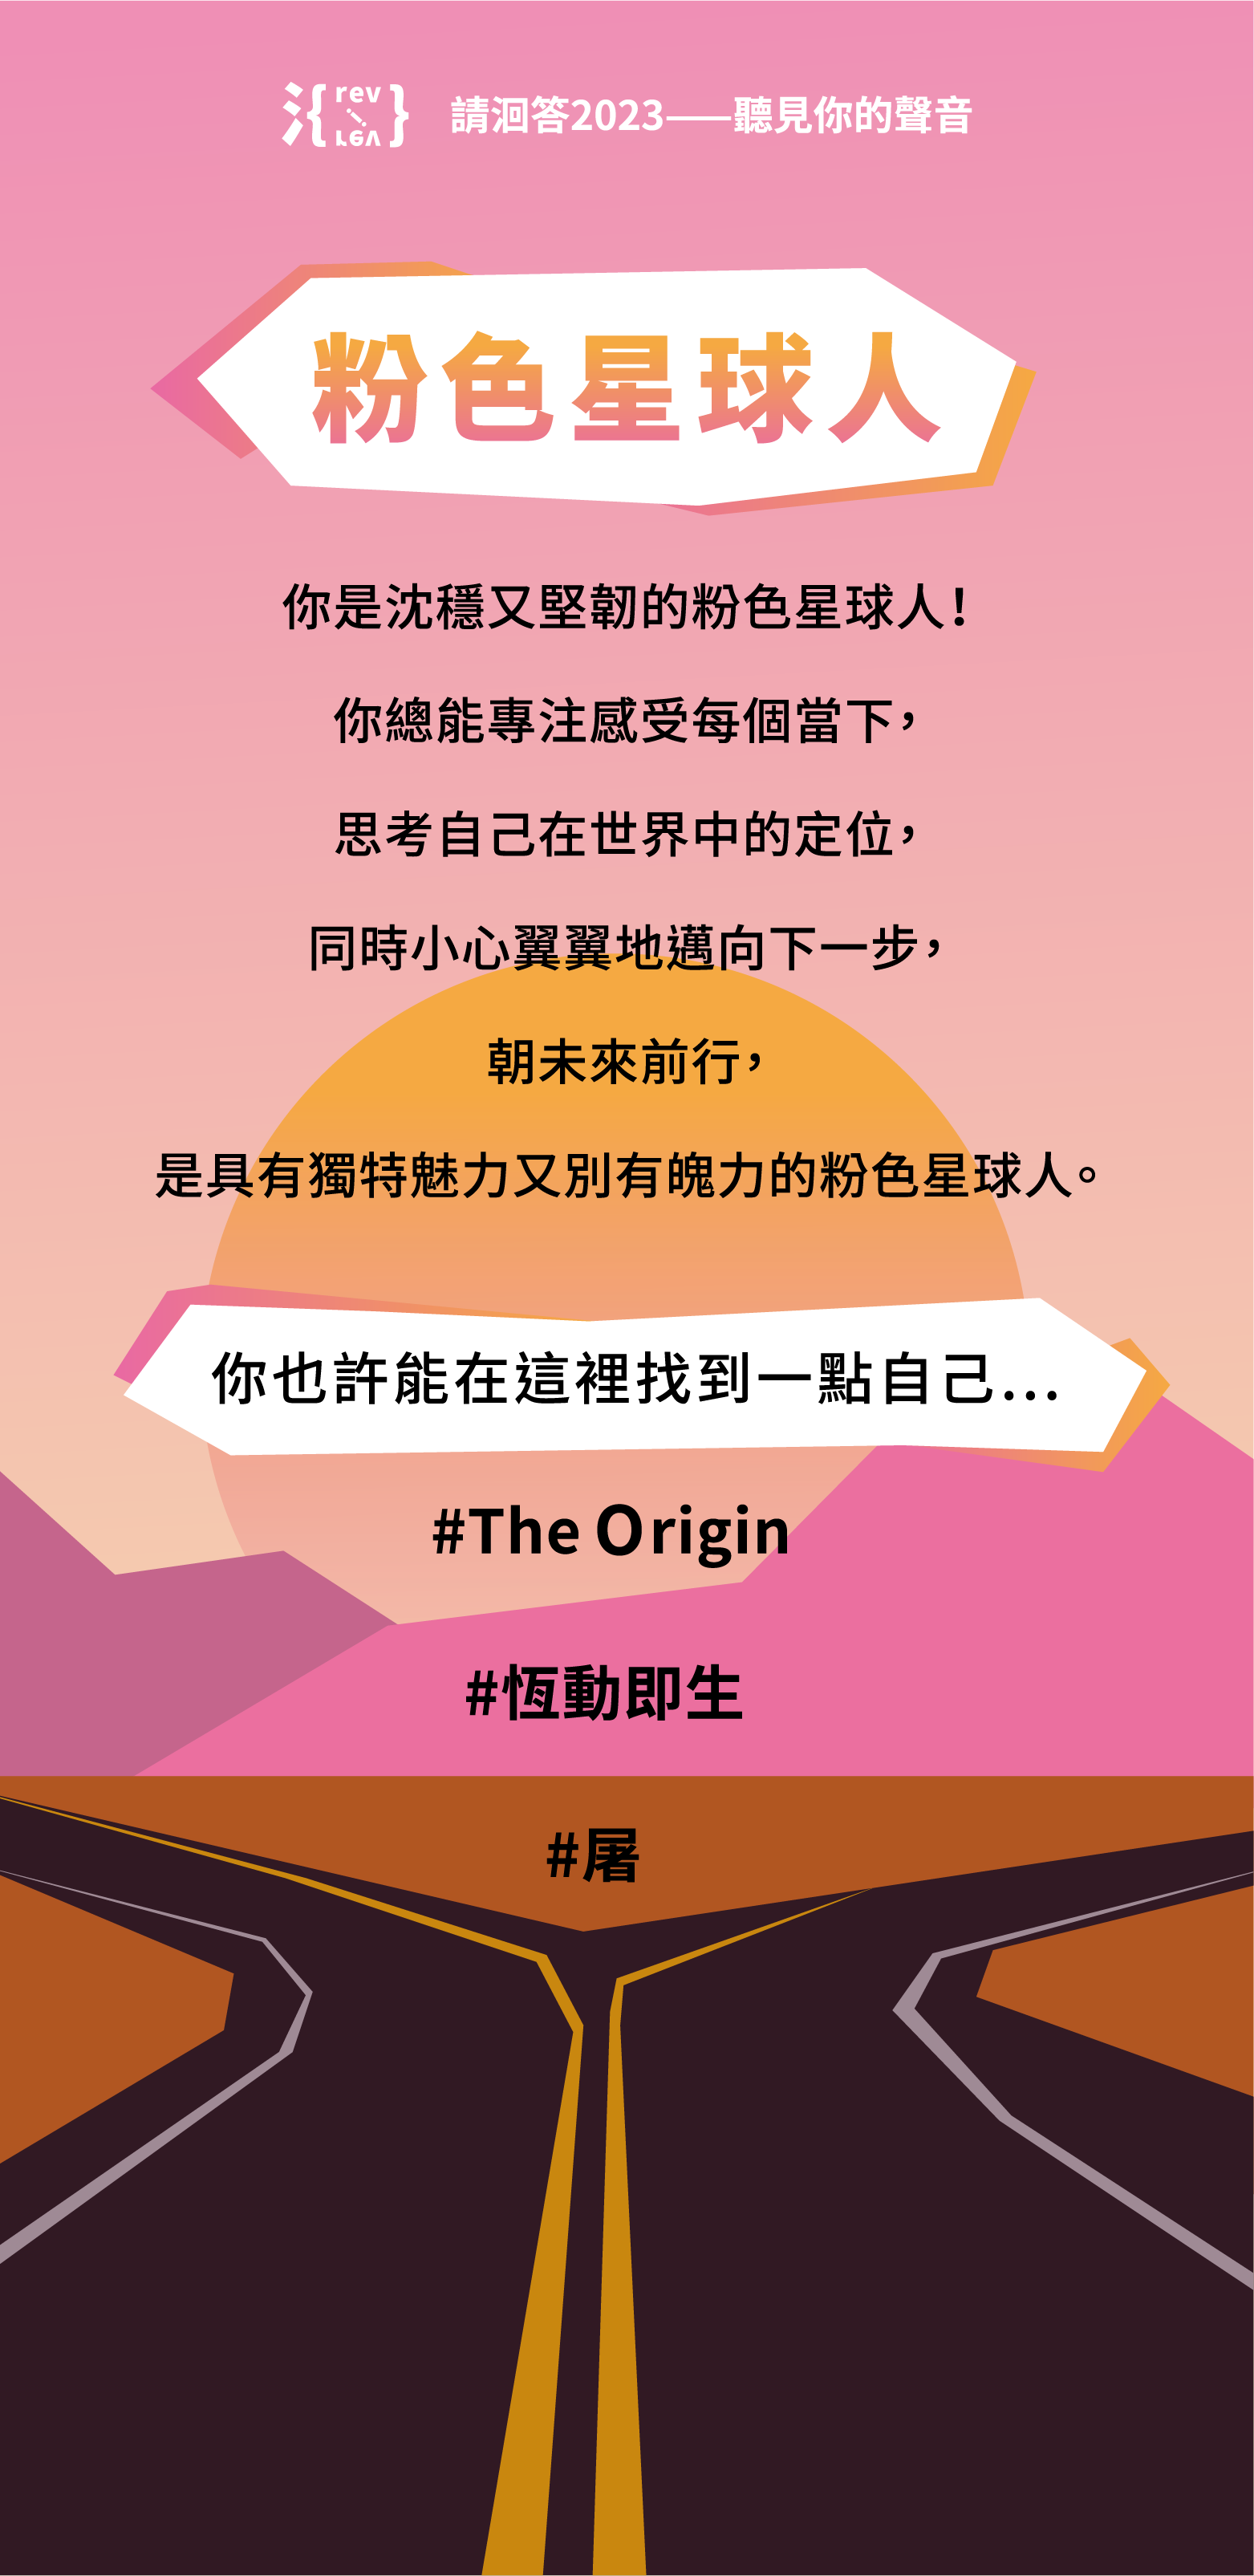 氵{rev / rev} 請洄答2023——聽見你的聲音
粉色星球人
你是沈穩又堅韌的粉色星球人！
你總能專注感受每個當下，
思考自己在世界中的定位，
同時小心翼翼地邁向下一步，
朝未來前行，
是具有獨特魅力又別有魄力的粉色星球人。
你也許能在這裡找到一點自己...
#The Origin
#恆動即生
#屠